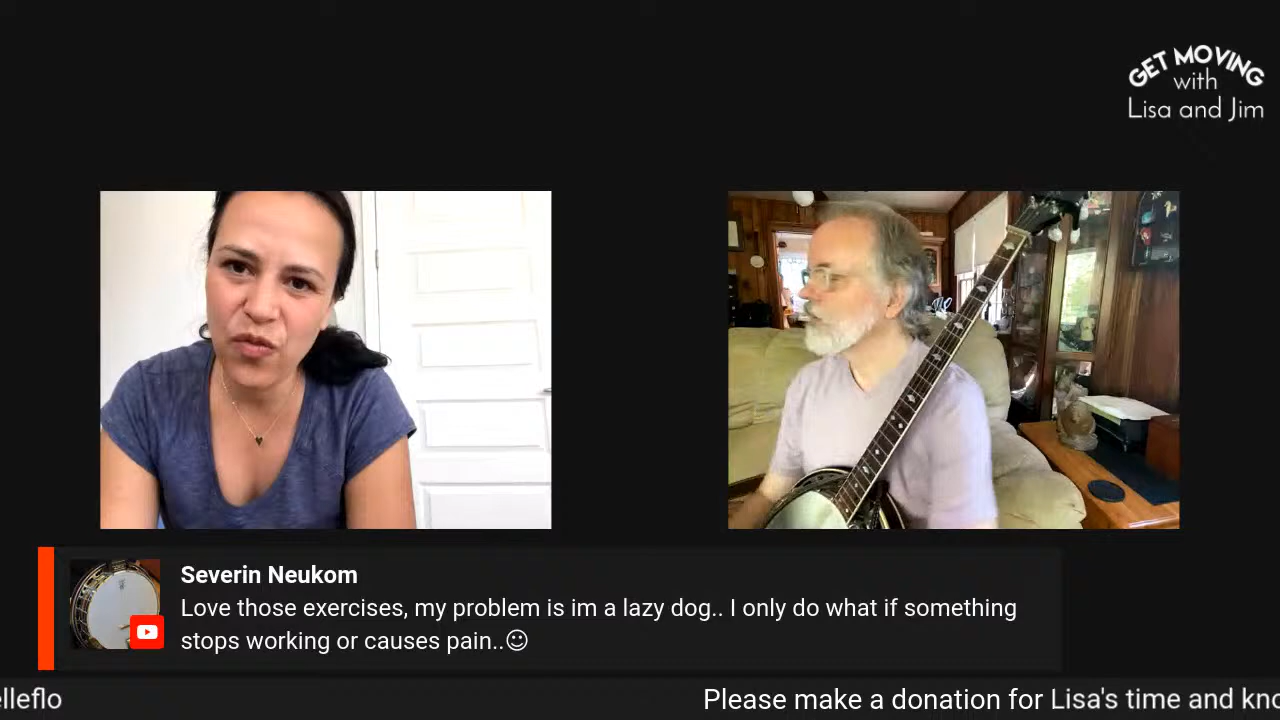 GET MOVING
with
Lisa and Jim
Severin Neukom
Love those exercises, my problem is im a lazy dog.. I only do what if something
stops working or causes pain..☺
elleflo Please make a donation for Lisa's time and kno